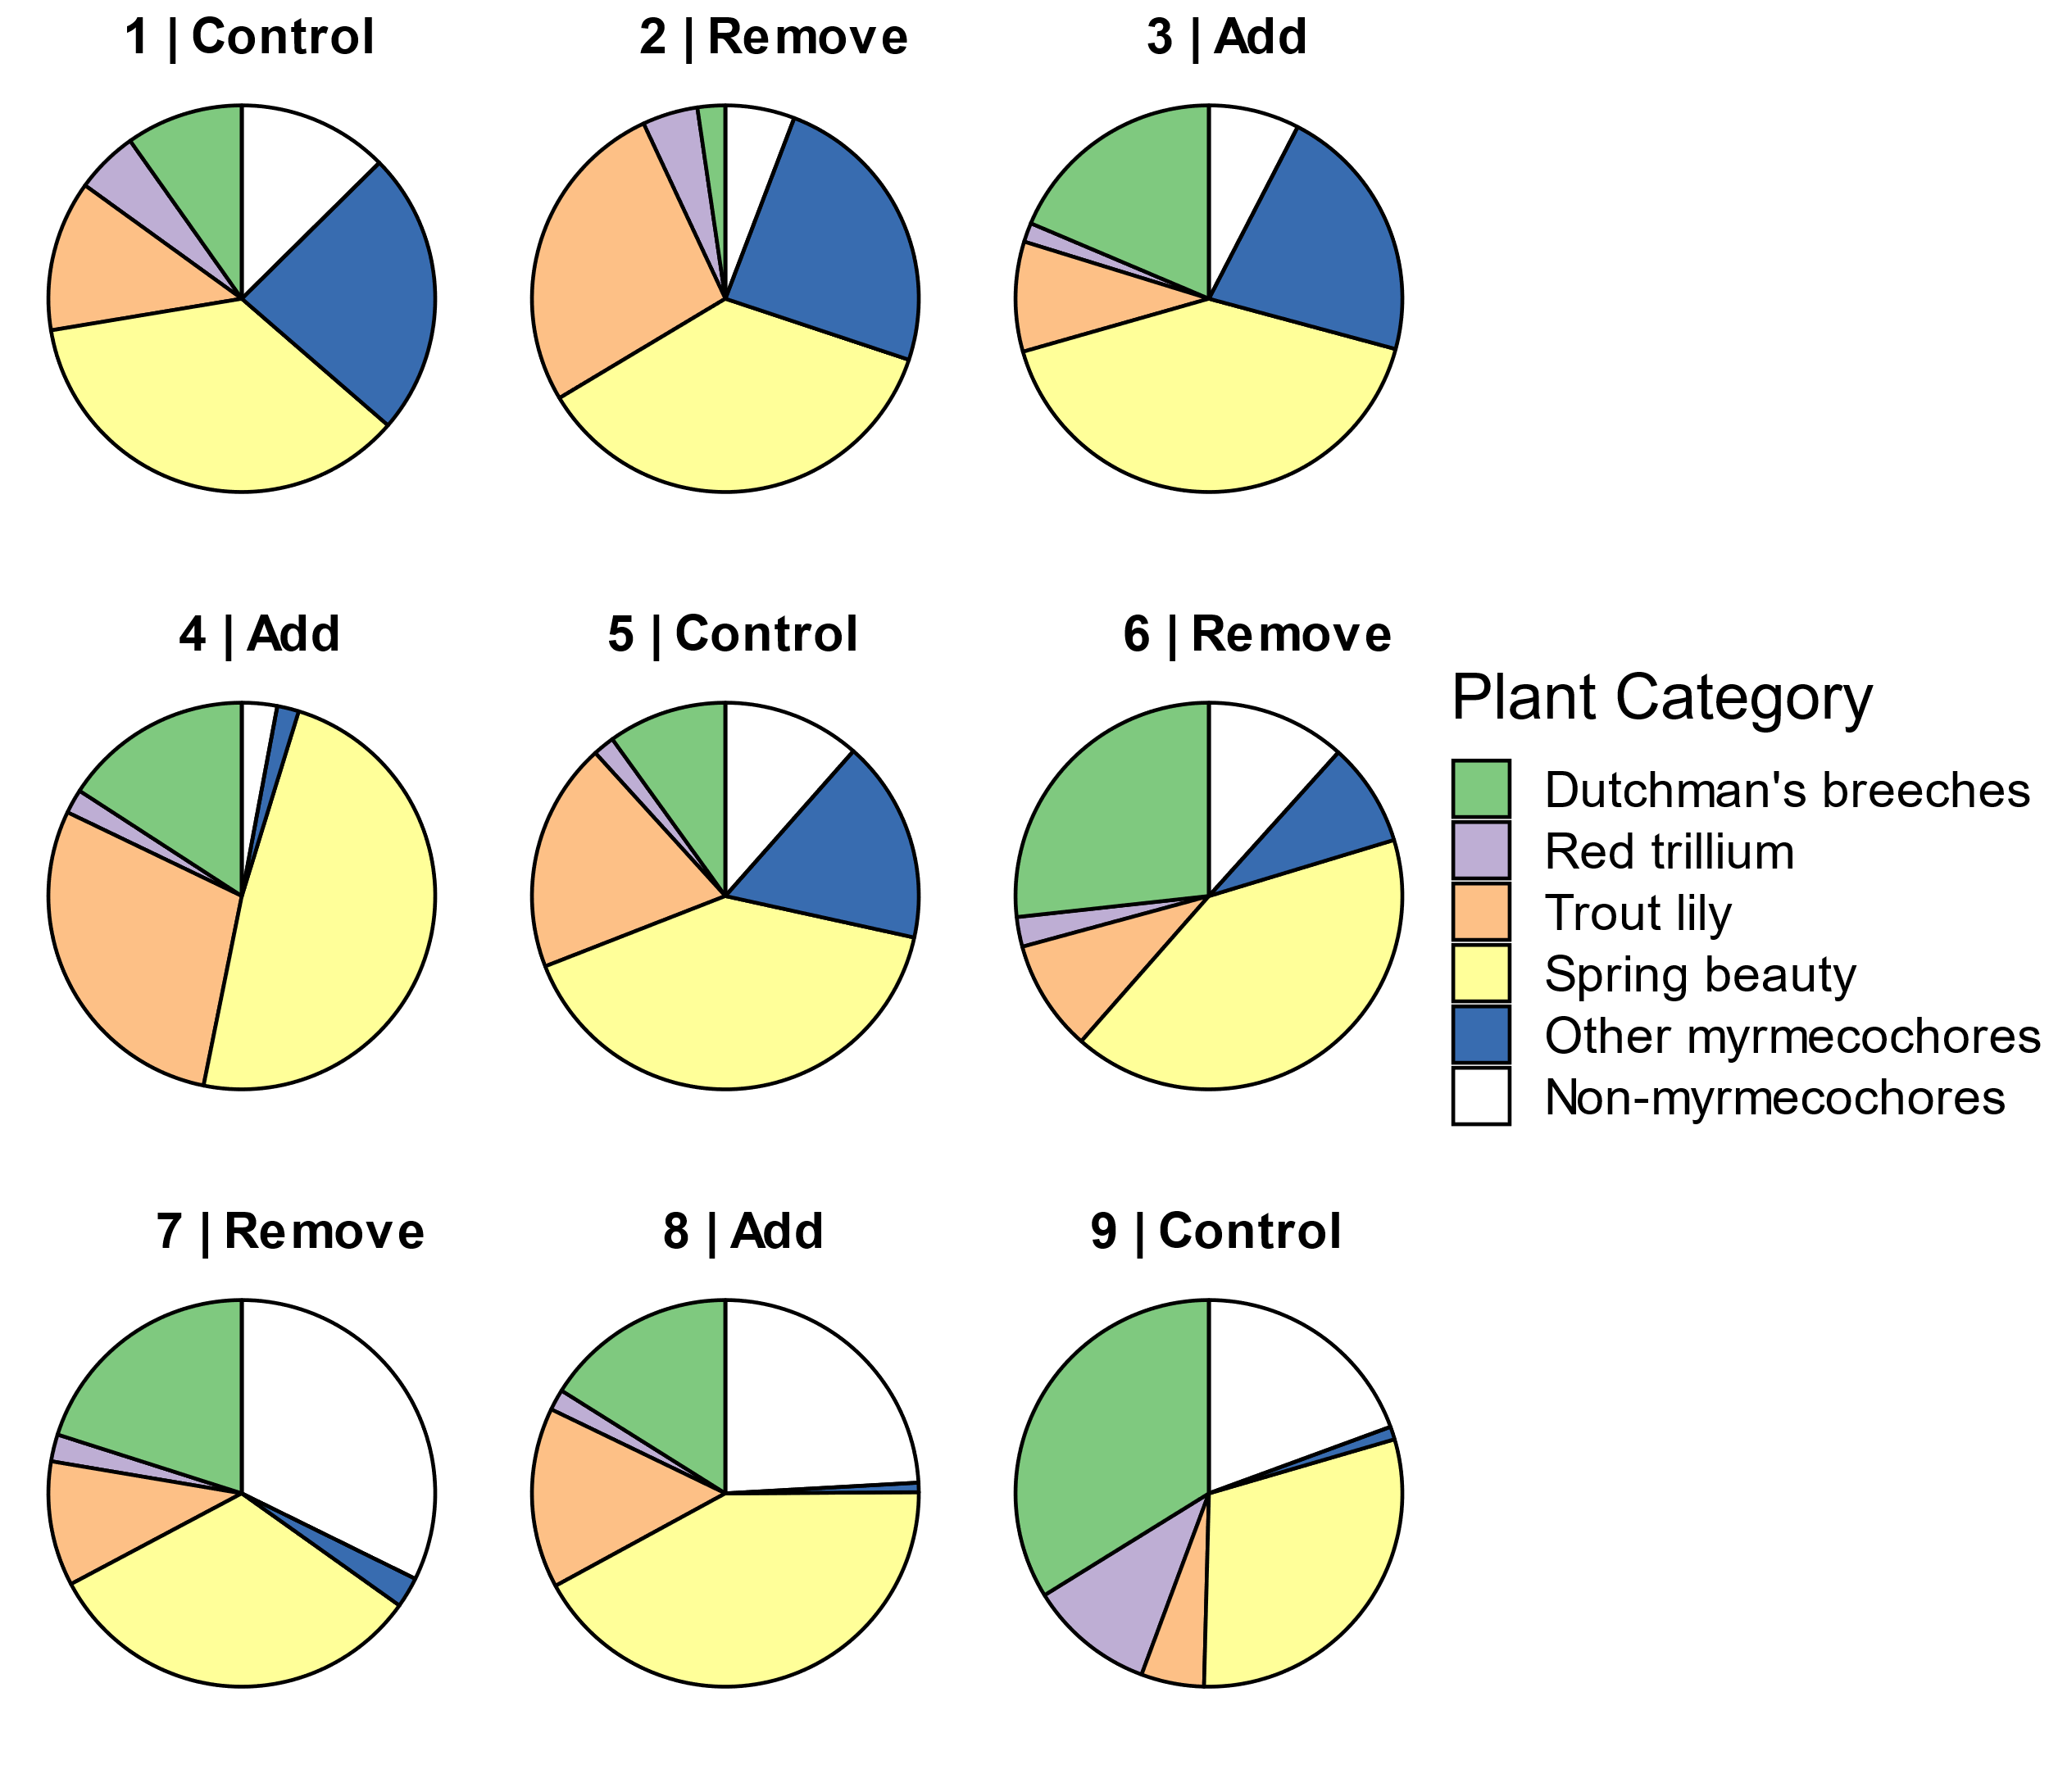 1 | Control
2 | Remove
3 | Add
4 | Add
5 | Control
6 | Remove
Plant Category
Dutchman's breeches
Red trillium
Trout lily
Spring beauty
Other myrmecochores
Non-myrmecochores
7 | Remove
8 | Add
9 | Control